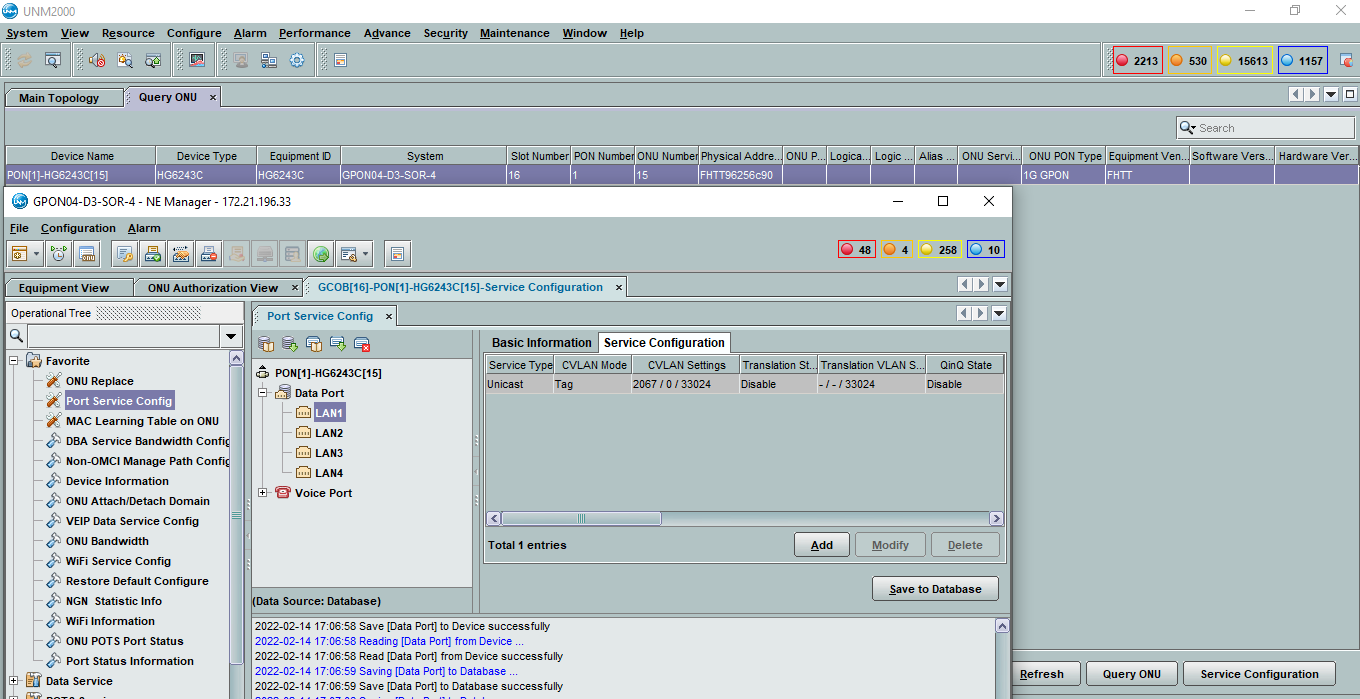 UNM2000
System View Resource Configure Alarm Performance Advance Security Maintenance Window Help
2213 530 15613 1157
Main Topology Query ONU
Search
Device Name Device Type Equipment ID System Slot Number PON Number ONU Number Physical Addre... ONU P... Logica... Logic ... Alias ... ONU Servi... ONU PON Type Equipment Ven... Software Vers... Hardware Ver...
PON[1]-HG6243C[15] HG6243C HG6243C GPON04-D3-SOR-4 16 1 15 FHTT96256c90 1G GPON FHTT
GPON04-D3-SOR-4 - NE Manager - 172.21.196.33
File Configuration Alarm
48 4 258 10
Equipment View ONU Authorization View GCOB[16]-PON[1]-HG6243C[15]-Service Configuration
Operational Tree
Favorite
ONU Replace
Port Service Config
MAC Learning Table on ONU
DBA Service Bandwidth Config
Non-OMCI Manage Path Config
Device Information
ONU Attach/Detach Domain
VEIP Data Service Config
ONU Bandwidth
WiFi Service Config
Restore Default Configure
NGN Statistic Info
WiFi Information
ONU POTS Port Status
Port Status Information
Data Service
Port Service Config
PON[1]-HG6243C[15]
Data Port
LAN1
LAN2
LAN3
LAN4
Voice Port
(Data Source: Database)
Basic Information Service Configuration
Service Type CVLAN Mode CVLAN Settings Translation St... Translation VLAN S... QinQ State
Unicast Tag 2067 / 0 / 33024 Disable - / - / 33024 Disable
Total 1 entries Add Modify Delete
Save to Database
2022-02-14 17:06:58 Save [Data Port] to Device successfully
2022-02-14 17:06:58 Reading [Data Port] from Device ...
2022-02-14 17:06:58 Read [Data Port] from Device successfully
2022-02-14 17:06:59 Saving [Data Port] to Database ...
2022-02-14 17:06:59 Save [Data Port] to Database successfully
Refresh Query ONU Service Configuration